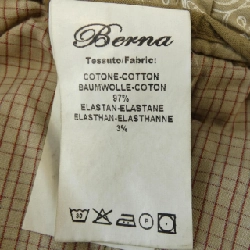 Berna
Tessuto/Fabric:
COTONE-COTTON
BAUMWOLLE-COTON
97%
ELASTAN-ELASTANE
ELASTHAN-ELASTHANNE
3%